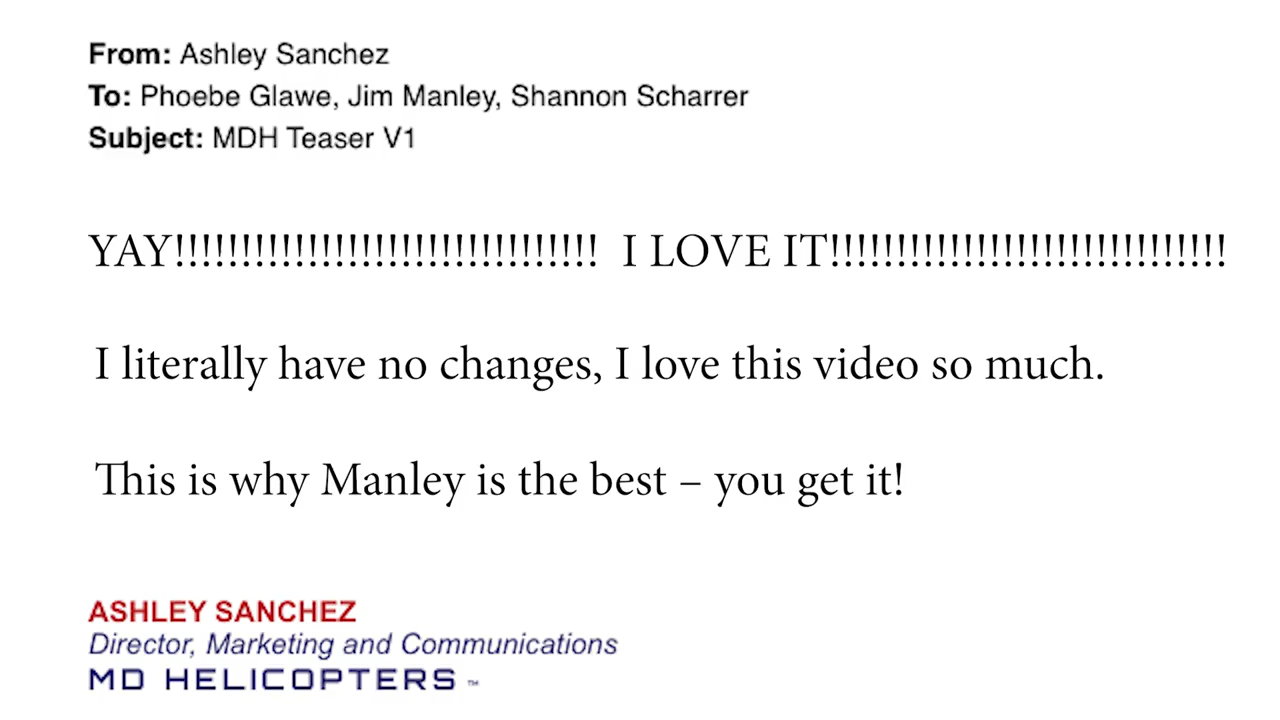 From: Ashley Sanchez
To: Phoebe Glawe, Jim Manley, Shannon Scharrer
Subject: MDH Teaser V1
YAY!!!!!!!!!!!!!!!!!!!!!!!!!!!!!!!! I LOVE IT!!!!!!!!!!!!!!!!!!!!!!!!!!!!!!
I literally have no changes, I love this video so much.
This is why Manley is the best – you get it!
ASHLEY SANCHEZ
Director, Marketing and Communications
MD HELICOPTERS ™